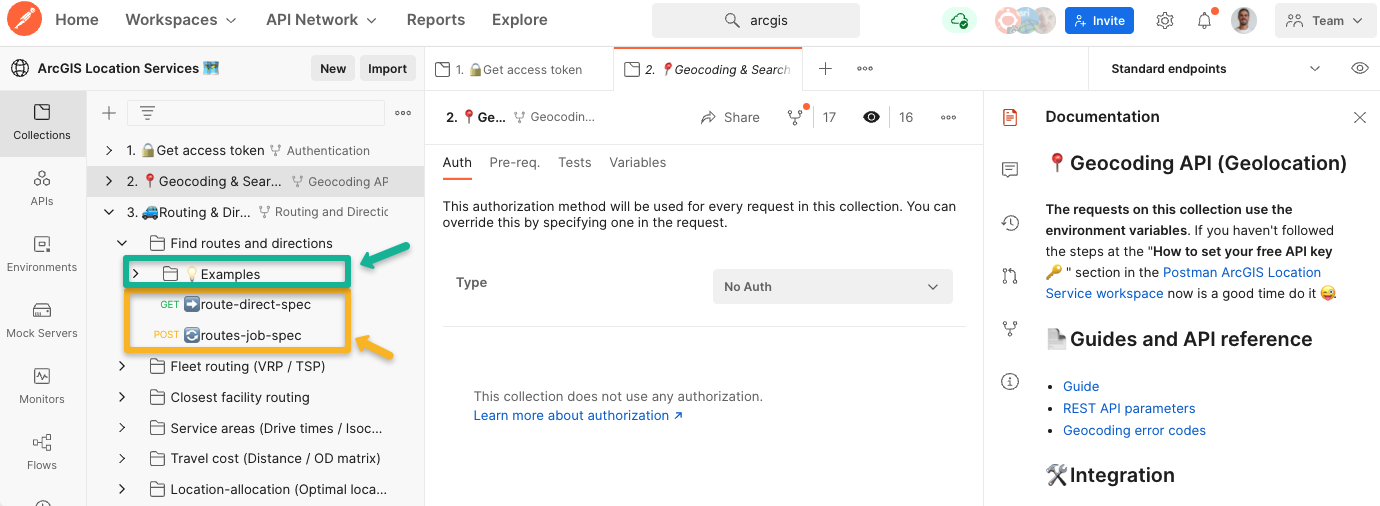 Home
Workspaces
API Network
Reports
Explore
arcgis
Invite
Team
ArcGIS Location Services
New
Import
1. 🔒Get access token
2. 📍Geocoding & Search
Standard endpoints
Collections
APIs
Environments
Mock Servers
Monitors
Flows
1. 🔒Get access token Authentication
2. 📍Geocoding & Sear... Geocoding AP
3. 🚙Routing & Dir... Routing and Directic
Find routes and directions
💡Examples
GET ➡️route-direct-spec
POST 🔄routes-job-spec
Fleet routing (VRP / TSP)
Closest facility routing
Service areas (Drive times / Isoc...
Travel cost (Distance / OD matrix)
Location-allocation (Optimal loca...
2. 📍Ge... Geocodin...
Share
17
16
Auth
Pre-req.
Tests
Variables
This authorization method will be used for every request in this collection. You can
override this by specifying one in the request.
Type
No Auth
This collection does not use any authorization.
Learn more about authorization ↗
Documentation
📍Geocoding API (Geolocation)
The requests on this collection use the
environment variables. If you haven't followed
the steps at the "How to set your free API key
🔑 " section in the Postman ArcGIS Location
Service workspace now is a good time do it 😜.
Guides and API reference
• Guide
• REST API parameters
• Geocoding error codes
🛠Integration